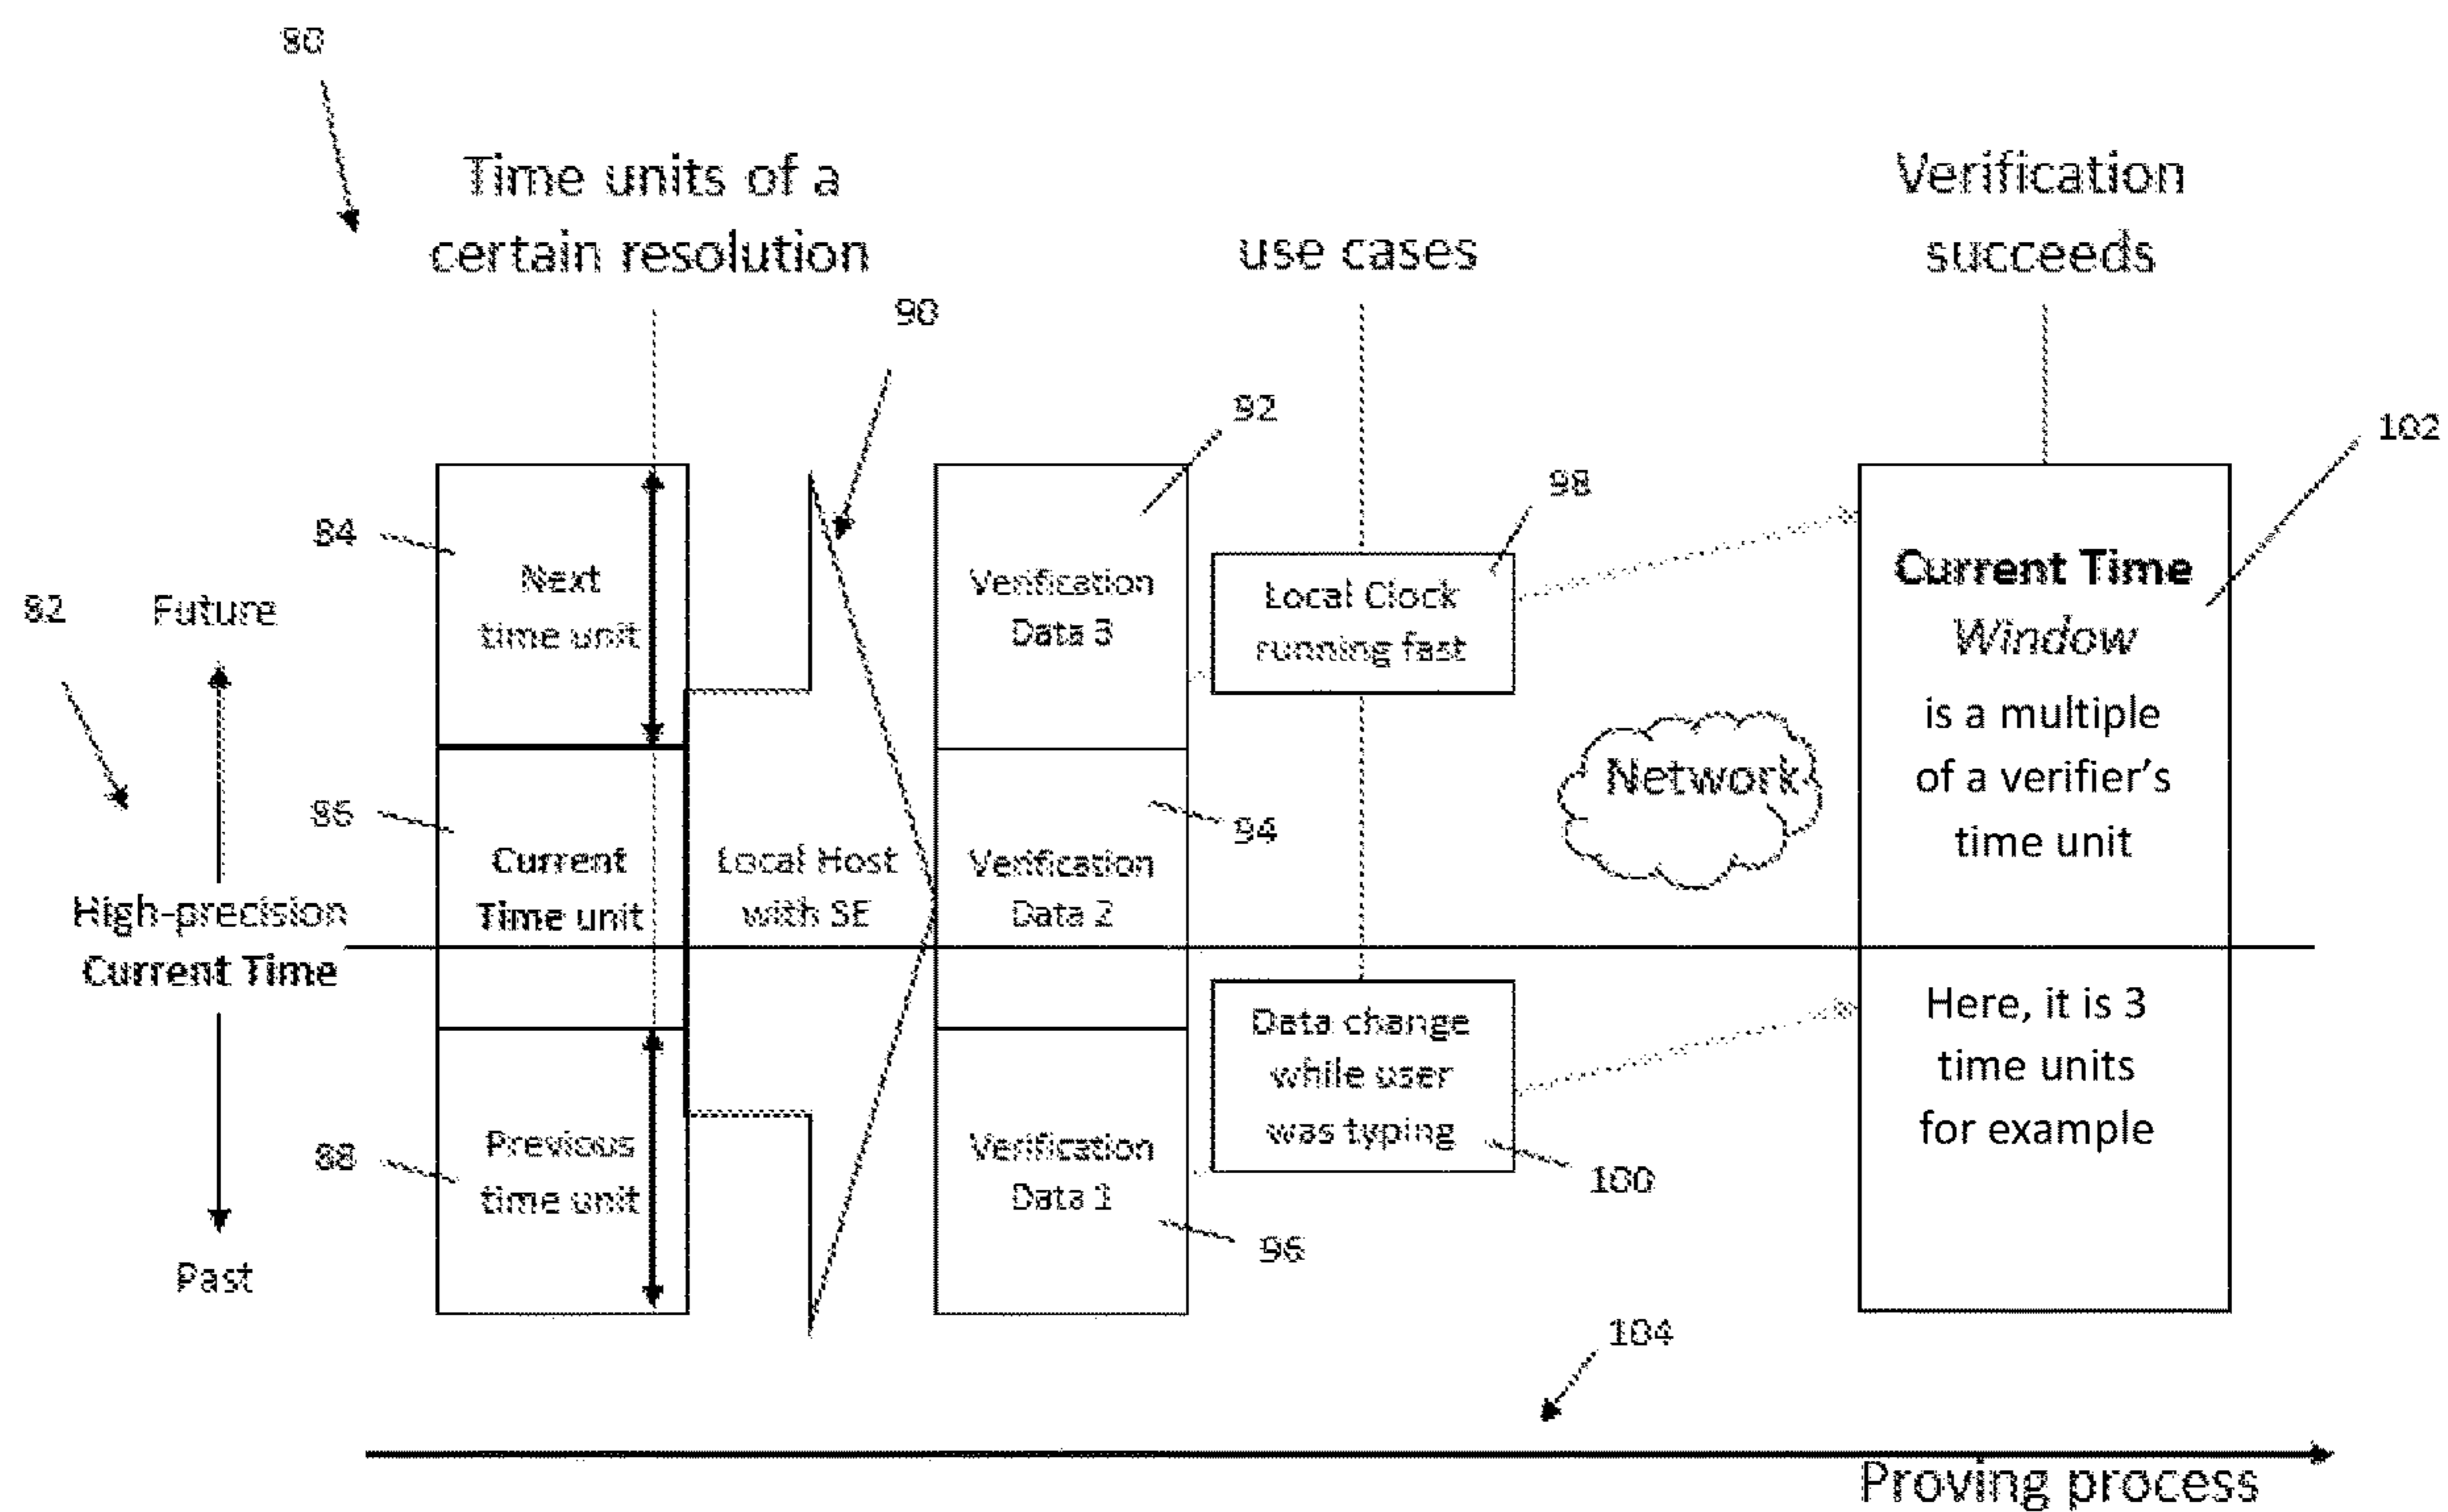 80
Time units of a
certain resolution
use cases
Verification
succeeds
90
92
102
98
84
Next
time unit
Verification
Data 3
Local Clock
running fast
Current Time
Window
is a multiple
of a verifier's
time unit
82
Future
Network
86
94
Current
Time unit
Local Host
with SE
Verification
Data 2
High-precision
Current Time
Data change
while user
was typing
Here, it is 3
time units
for example
88
Previous
time unit
Verification
Data 1
100
96
Past
104
Proving process